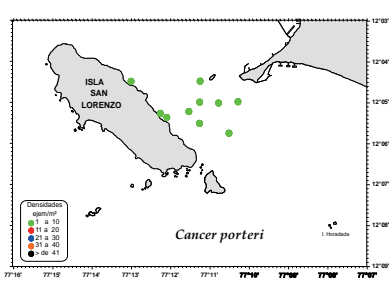 12°03'
ISLA
SAN
LORENZO
12°04'
12°05'
12°06'
12°07'
Densidades
ejem/m²
1 a 10
11 a 20
21 a 30
31 a 40
> de 41
Cancer porteri
I. Horadada
12°08'
12°09'
77°16' 77°15' 77°14' 77°13' 77°12' 77°11' 77°10' 77°09' 77°08' 77°07'